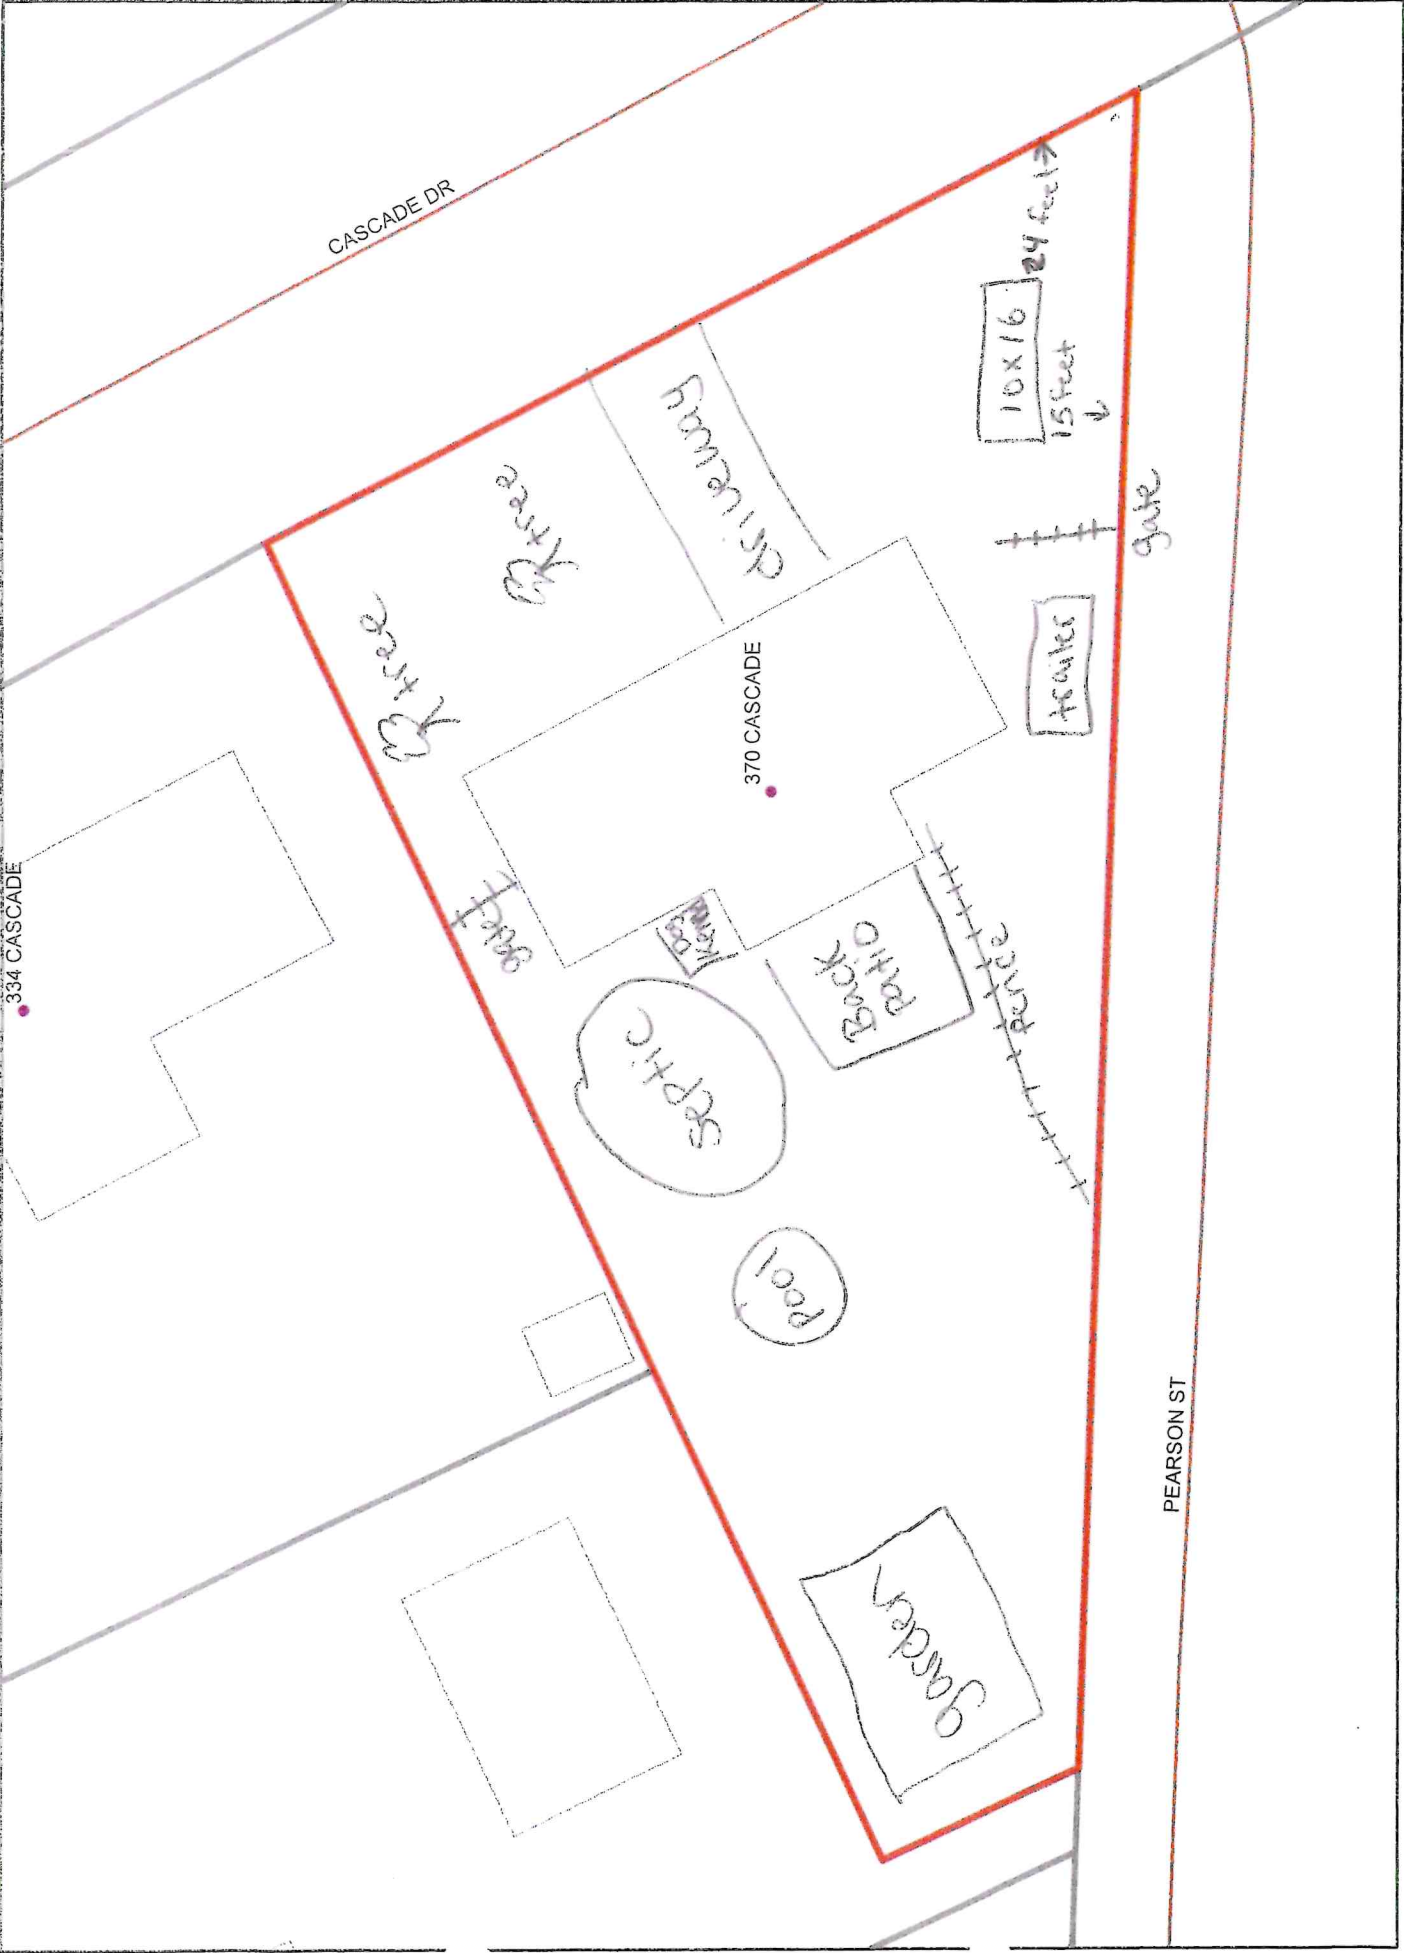 334 CASCADE
CASCADE DR
tree
tree
driveway
370 CASCADE
gate
Dog
Kennel
Septic
Back
patio
fence
pool
garden
trailer
gate
10x16
24 feet
15 feet
PEARSON ST